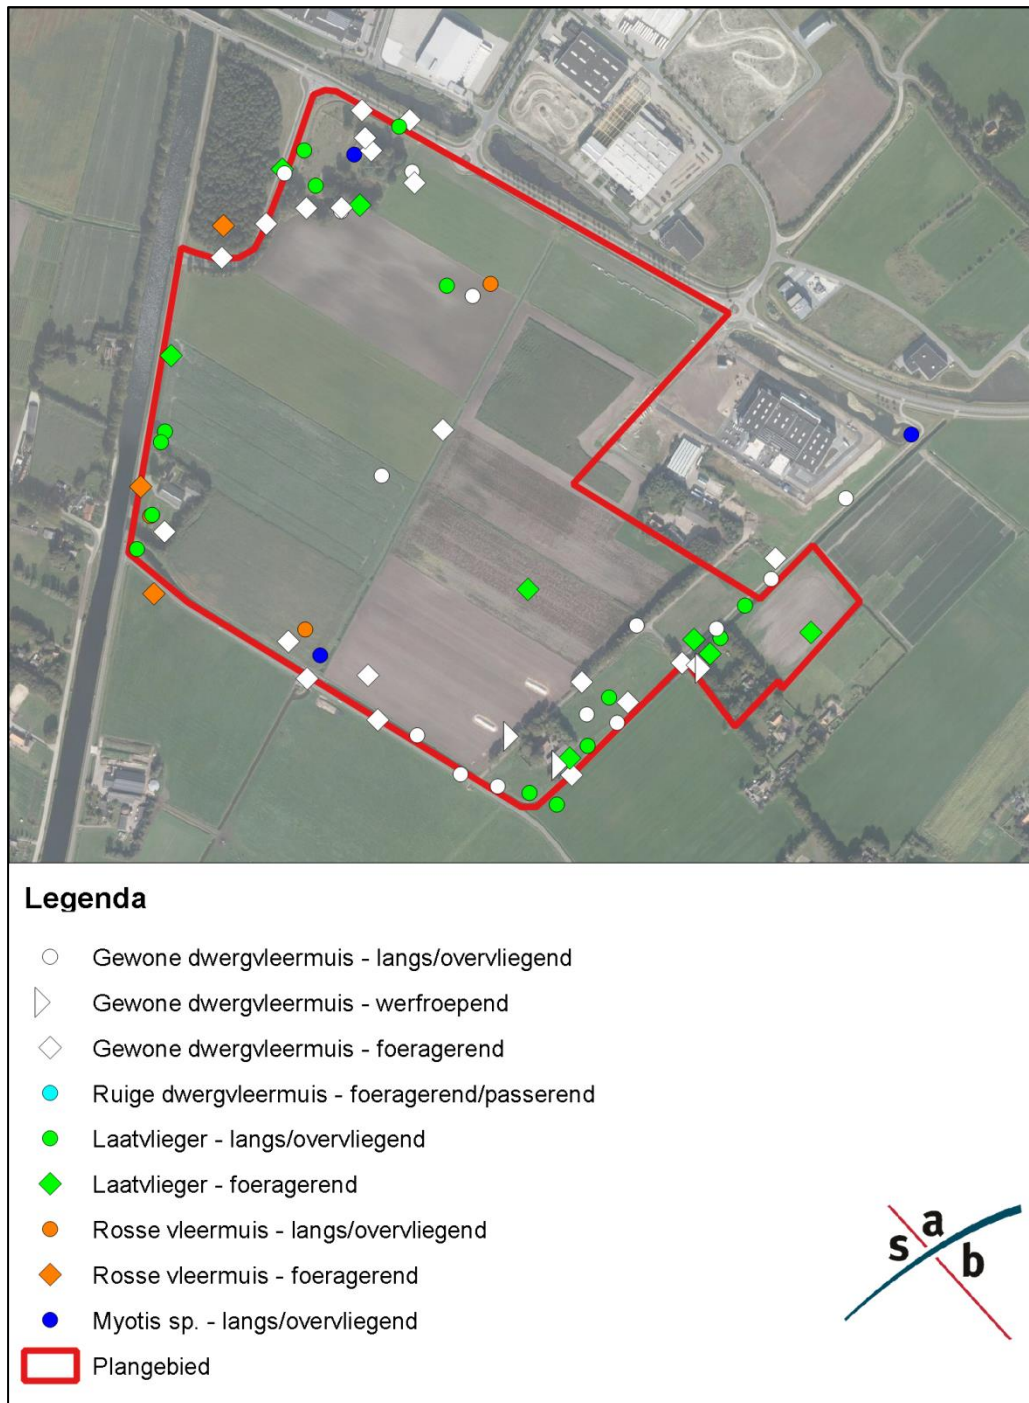 Legenda
Gewone dwergvleermuis - langs/overvliegend
Gewone dwergvleermuis - werfroepend
Gewone dwergvleermuis - foeragerend
Ruige dwergvleermuis - foeragerend/passerend
Laatvlieger - langs/overvliegend
Laatvlieger - foeragerend
Rosse vleermuis - langs/overvliegend
Rosse vleermuis - foeragerend
Myotis sp. - langs/overvliegend
Plangebied
s a b